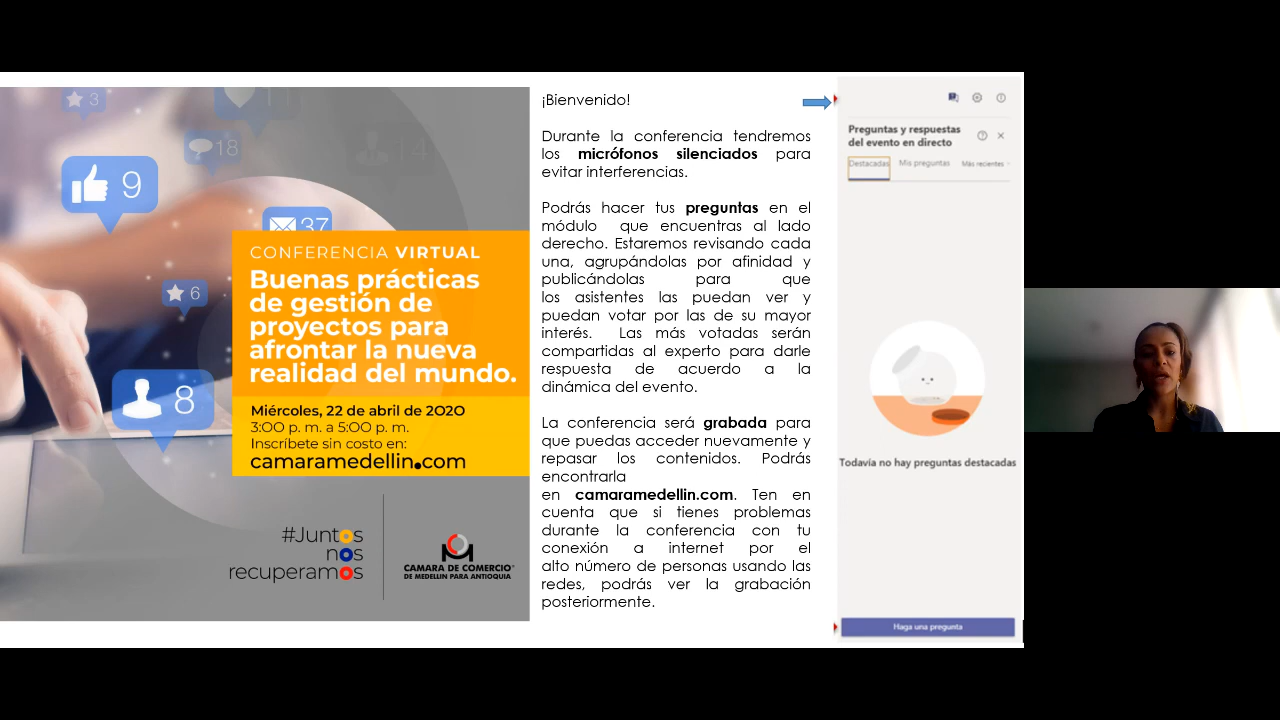 3
11
18
14
9
37
6
8
CONFERENCIA VIRTUAL
Buenas prácticas
de gestión de
proyectos para
afrontar la nueva
realidad del mundo.
Miércoles, 22 de abril de 2020
3:00 p. m. a 5:00 p. m.
Inscríbete sin costo en:
camaramedellin.com
#Juntos
nos
recuperamos
CAMARA DE COMERCIO®
DE MEDELLIN PARA ANTIOQUIA
¡Bienvenido!
Durante la conferencia tendremos
los micrófonos silenciados para
evitar interferencias.
Podrás hacer tus preguntas en el
módulo que encuentras al lado
derecho. Estaremos revisando cada
una, agrupándolas por afinidad y
publicándolas para que
los asistentes las puedan ver y
puedan votar por las de su mayor
interés. Las más votadas serán
compartidas al experto para darle
respuesta de acuerdo a la
dinámica del evento.
La conferencia será grabada para
que puedas acceder nuevamente y
repasar los contenidos. Podrás
encontrarla
en camaramedellin.com. Ten en
cuenta que si tienes problemas
durante la conferencia con tu
conexión a internet por el
alto número de personas usando las
redes, podrás ver la grabación
posteriormente.
Preguntas y respuestas
del evento en directo
Destacadas Mis preguntas Más recientes
Todavía no hay preguntas destacadas
Haga una pregunta